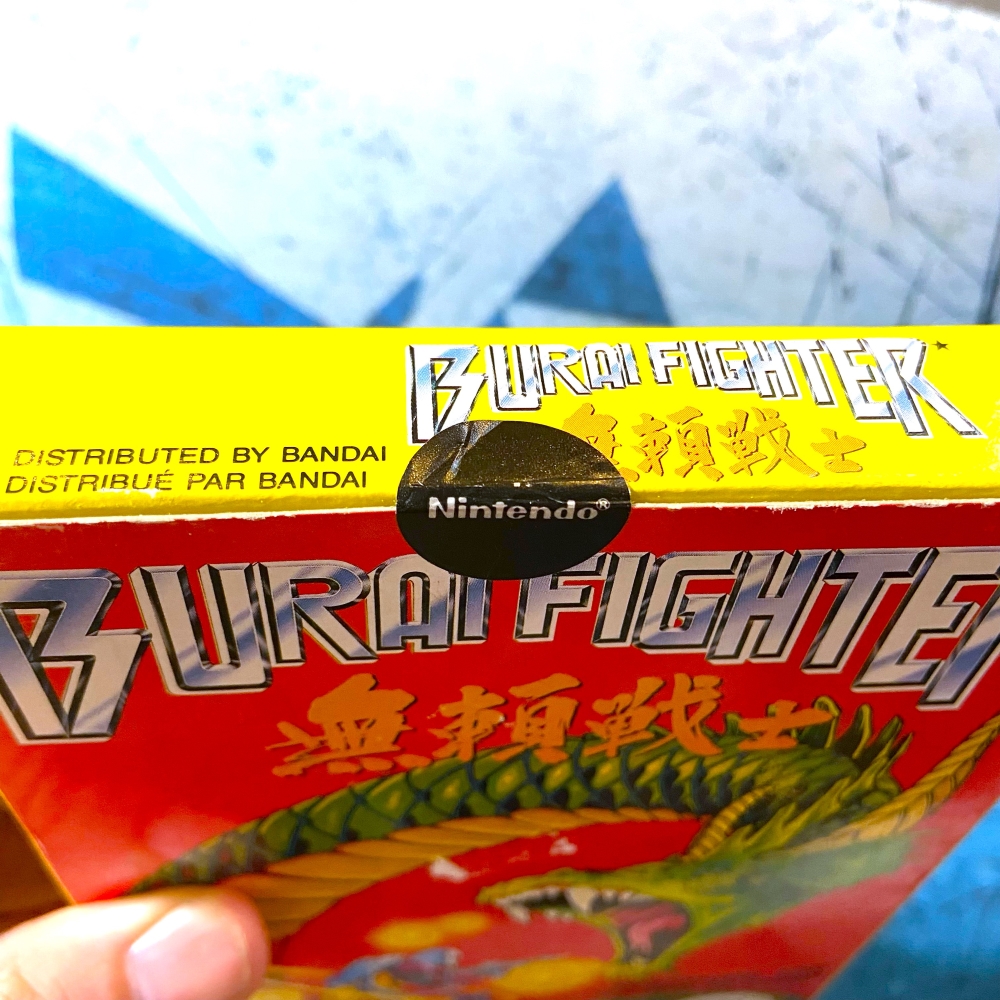 BURAI FIGHTER
無頼戦士
DISTRIBUTED BY BANDAI
DISTRIBUÉ PAR BANDAI
Nintendo®
BURAI FIGHTER
無頼戦士